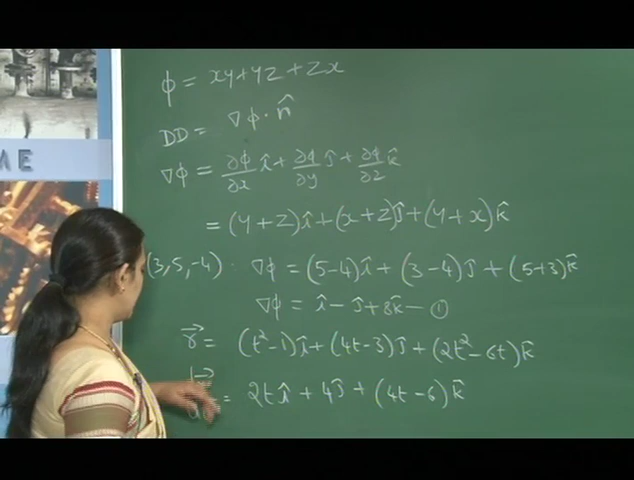 φ = xy+yz+zx
DD = ∇φ · n̂
∇φ = ∂φ/∂x î + ∂φ/∂y ĵ + ∂φ/∂z k̂
= (y+z)î + (x+z)ĵ + (y+x)k̂
(3,5,-4) ∇φ = (5-4)î + (3-4)ĵ + (5+3)k̂
∇φ = î - ĵ + 8k̂ - ①
r⃗ = (t²-1)î + (4t-3)ĵ + (2t²-6t)k̂
= 2tî + 4ĵ + (4t-6)k̂
ME